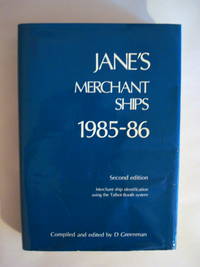 JANE'S
MERCHANT
SHIPS
1985-86
Second edition
Merchant ship identification
using the Talbot-Booth system
Compiled and edited by D Greenman